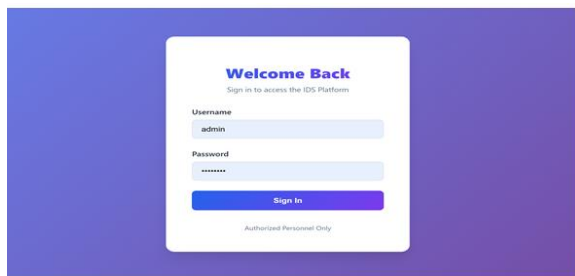 Welcome Back
Sign in to access the IDS Platform
Username
admin
Password
••••••••
Sign In
Authorized Personnel Only